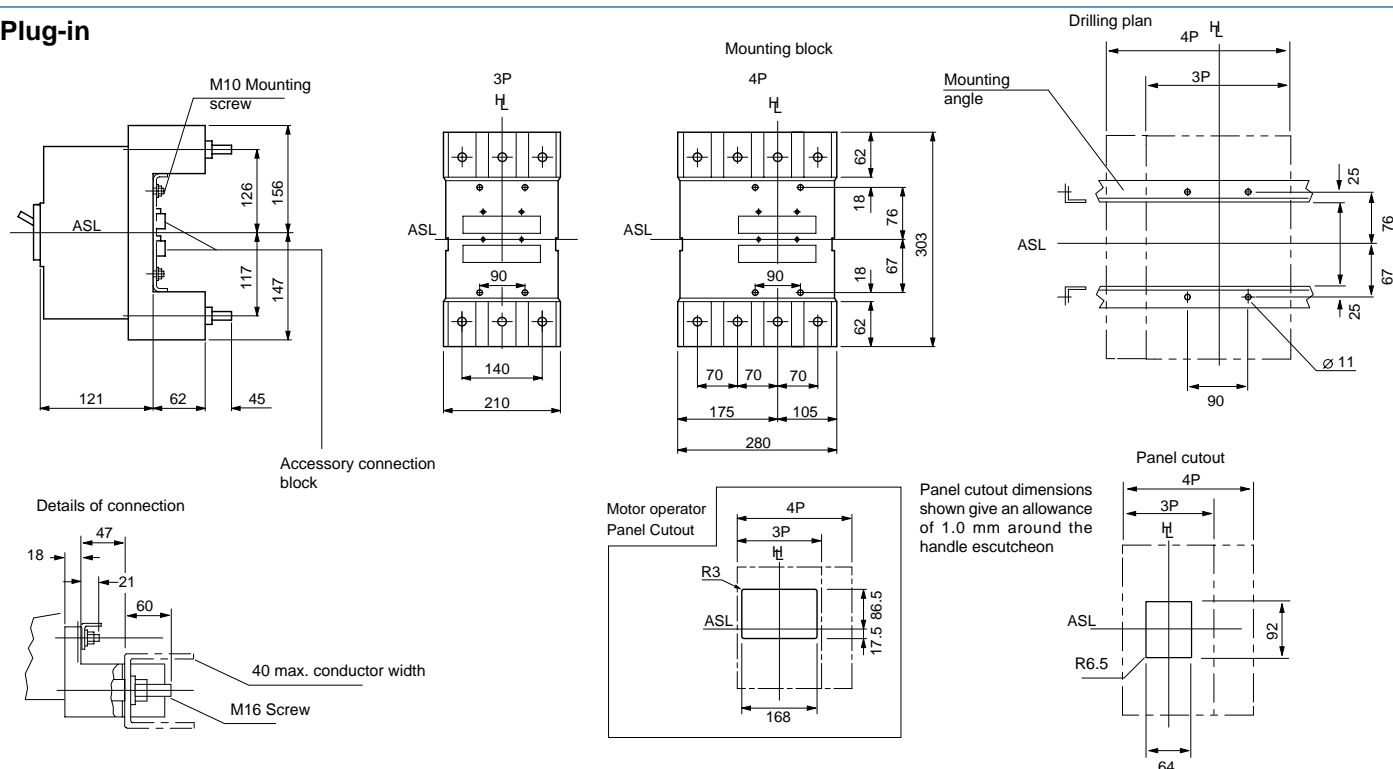 Plug-in
Drilling plan
4P
HL
3P
Mounting
angle
25
76
ASL
67
25
ø 11
90
M10 Mounting
screw
126
156
ASL
117
147
121
62
45
Accessory connection
block
Mounting block
3P
HL
ASL
90
140
210
4P
HL
62
18
76
303
ASL
90
67
18
62
70
70
70
175
105
280
Details of connection
47
18
21
60
40 max. conductor width
M16 Screw
Motor operator
Panel Cutout
4P
3P
HL
R3
86.5
ASL
17.5
168
Panel cutout dimensions
shown give an allowance
of 1.0 mm around the
handle escutcheon
Panel cutout
4P
3P
HL
ASL
92
R6.5
64